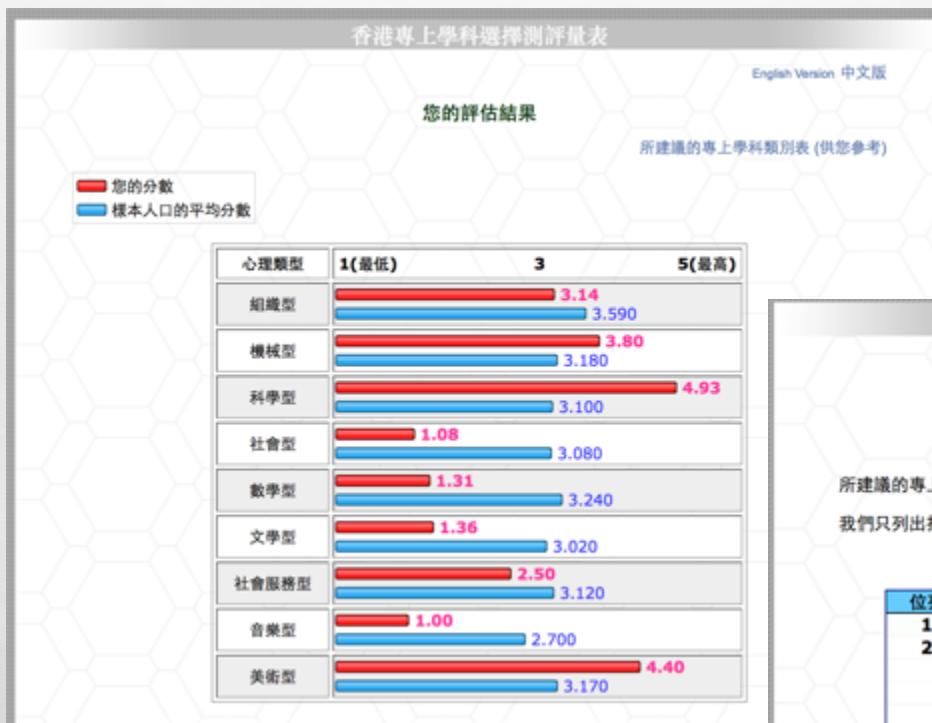 香港專上學科選擇測評量表
English Version 中文版
您的評估結果
所建議的專上學科類別表 (供您參考)
您的分數
樣本人口的平均分數
心理類型 1(最低) 3 5(最高)
組織型 3.14
3.590
機械型 3.80
3.180
科學型 4.93
3.100
社會型 1.08
3.080
數學型 1.31
3.240
文學型 1.36
3.020
社會服務型 2.50
3.120
音樂型 1.00
2.700
美術型 4.40
3.170
所建議的專
我們只列出
位
1
2